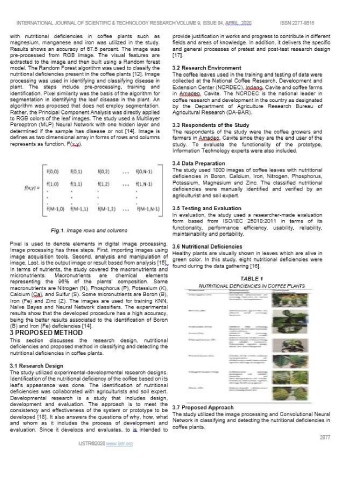 INTERNATIONAL JOURNAL OF SCIENTIFIC & TECHNOLOGY RESEARCH VOLUME 9, ISSUE 04, APRIL 2020 ISSN 2277-8616
with nutritional deficiencies in coffee plants such as
magnesium, manganese and iron was utilized in the study.
Results shows an accuracy of 67.5 percent. The image was
pre-processed from RGB image. The visual features are
extracted to the image and then built using a Random forest
model. The Random Forest algorithm was used to classify the
nutritional deficiencies present in the coffee plants [12]. Image
processing was used in identifying and classifying disease in
plant. The steps include pre-processing, training and
identification. Pixel similarity was the basis of the algorithm for
segmentation in identifying the leaf disease in the plant. An
algorithm was proposed that does not employ segmentation.
Rather, the Principal Component Analysis was directly applied
to RGB colors of the leaf images. The study used a Multilayer
Perceptron (MLP) Neural Network with one hidden layer and
determined if the sample has disease or not [14]. Image is
defines as two dimensional array in forms of rows and columns
represents as function, F(x,y).
f(x,y) =
f(0,0) f(0,1) f(0,2) ... f(0,N-1)
f(1,0) f(1,1) f(1,2) ... f(1,N-1)
f(M-1,0) f(M-1,1) f(M-1,2) ... f(M-1,N-1)
Fig.1. Image rows and columns
Pixel is used to denote elements in digital image processing.
Image processing has three steps. First, importing images using
image acquisition tools. Second, analysis and manipulation of
image. Last, is the output image or result based from analysis [15].
In terms of nutrients, the study covered the macronutrients and
micronutrients. Macronutrients are chemical elements
representing the 96% of the plants' composition. Some
macronutrients are Nitrogen (N), Phosphorus (P), Potassium (K),
Calcium (Ca), and Sulfur (S). Some micronutrients are Boron (B),
Iron (Fe) and Zinc (Z). The images are used for training KNN,
Naïve Bayes and Neural Network classifiers. The experimental
results show that the developed procedure has a high accuracy,
being the better results associated to the identification of Boron
(B) and Iron (Fe) deficiencies [14].
3 PROPOSED METHOD
This section discusses the research design, nutritional
deficiencies and proposed method in classifying and detecting the
nutritional deficiencies in coffee plants.
3.1 Research Design
The study utilized experimental-developmental research designs.
Identification of the nutritional deficiency of the coffee based on its
leaf's appearance was done. The identification of nutritional
deficiencies was collaborated with agriculturists and soil expert.
Developmental research is a study that includes design,
development and evaluation. The approach is to meet the
consistency and effectiveness of the system or prototype to be
developed [16]. It also answers the questions of why, how, what
and whom as it includes the process of development and
evaluation. Since it develops and evaluates, to is intended to
provide justification in works and progress to contribute in different
fields and areas of knowledge. In addition, it delivers the specific
and general processes of pretest and post-test research design
[17].
3.2 Research Environment
The coffee leaves used in the training and testing of data were
collected at the National Coffee Research, Development and
Extension Center (NCRDEC), Indang, Cavite and coffee farms
in Amadeo, Cavite. The NCRDEC is the national leader in
coffee research and development in the country as designated
by the Department of Agriculture Research Bureau of
Agricultural Research (DA-BAR).
3.3 Respondents of the Study
The respondents of the study were the coffee growers and
farmers in Amadeo, Cavite since they are the end user of the
study. To evaluate the functionality of the prototype,
Information Technology experts were also included.
3.4 Data Preparation
The study used 1000 images of coffee leaves with nutritional
deficiencies in Boron, Calcium, Iron, Nitrogen, Phosphorus,
Potassium, Magnesium and Zinc. The classified nutritional
deficiencies were manually identified and verified by an
agriculturist and soil expert.
3.5 Testing and Evaluation
In evaluation, the study used a researcher-made evaluation
form based from ISO/IEC 25010:2011 in terms of its
functionality, performance efficiency, usability, reliability,
maintainability and portability.
3.6 Nutritional Deficiencies
Healthy plants are visually shown in leaves which are alive in
green color. In this study, eight nutritional deficiencies were
found during the data gathering [18].
TABLE 1
NUTRITIONAL DEFICIENCIES IN COFFEE PLANTS
3.7 Proposed Approach
The study utilized the image processing and Convolutional Neural
Network in classifying and detecting the nutritional deficiencies in
coffee plants.
2077
IJSTR©2020
www.ijstr.org